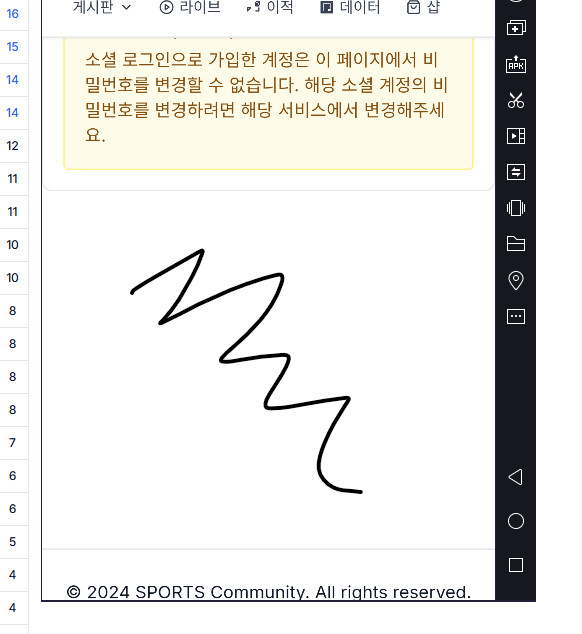 게시판 라이브 이적 데이터 샵
소셜 로그인으로 가입한 계정은 이 페이지에서 비
밀번호를 변경할 수 없습니다. 해당 소셜 계정의 비
밀번호를 변경하려면 해당 서비스에서 변경해주세
요.
© 2024 SPORTS Community. All rights reserved.
16
15
14
14
12
11
11
10
10
8
8
8
8
7
6
6
5
4
4
APK